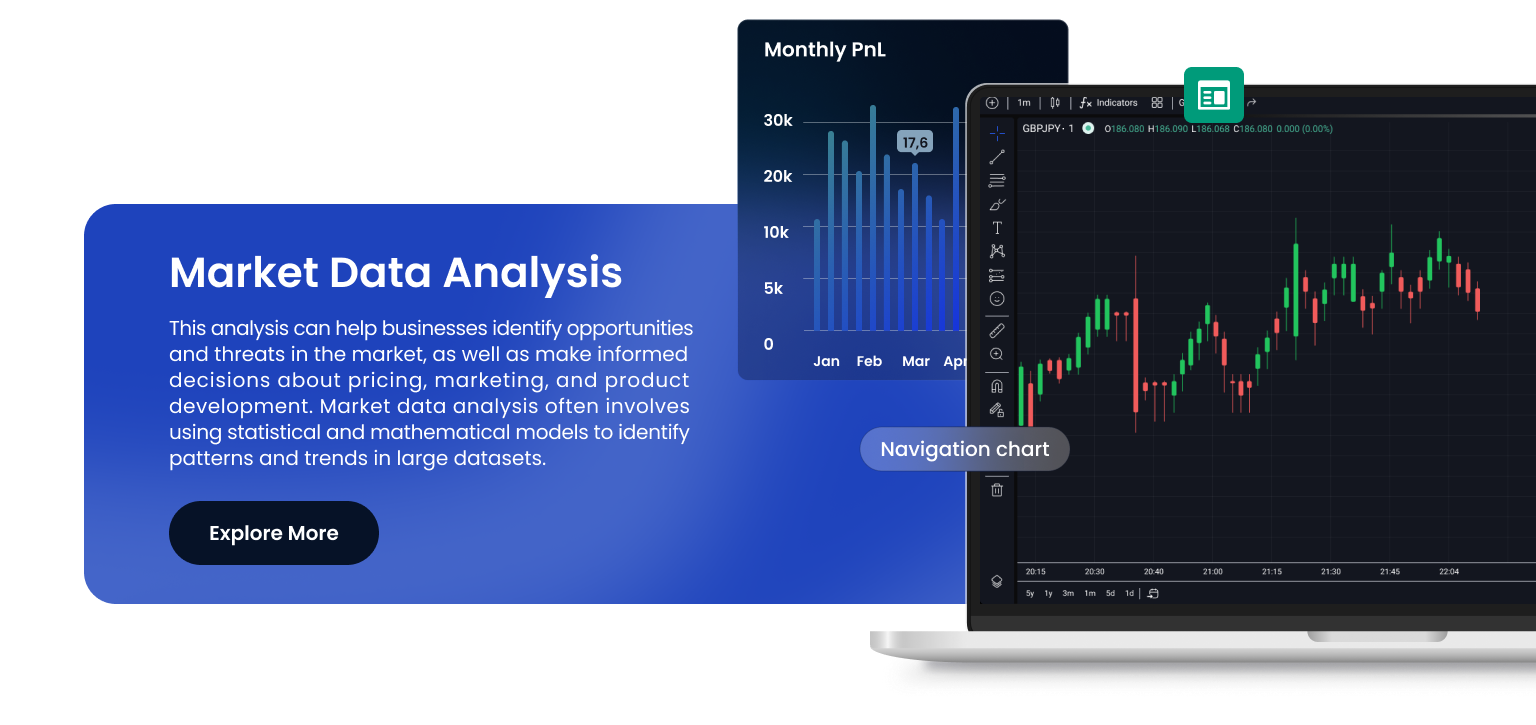 Monthly PnL
30k
20k
10k
5k
0
17,6
Jan Feb Mar Apr
Market Data Analysis
This analysis can help businesses identify opportunities
and threats in the market, as well as make informed
decisions about pricing, marketing, and product
development. Market data analysis often involves
using statistical and mathematical models to identify
patterns and trends in large datasets.
Explore More
Navigation chart
1m fx Indicators
GBPJPY · 1 O186.080 H186.090 L186.068 C186.080 0.000 (0.00%)
T
20:15 20:30 20:40 21:00 21:15 21:30 21:45 22:04
5y 1y 3m 1m 5d 1d